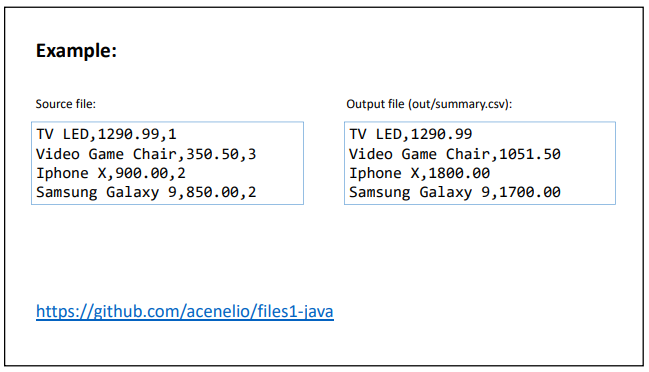 Example:
Source file:
TV LED,1290.99,1
Video Game Chair,350.50,3
Iphone X,900.00,2
Samsung Galaxy 9,850.00,2
Output file (out/summary.csv):
TV LED,1290.99
Video Game Chair,1051.50
Iphone X,1800.00
Samsung Galaxy 9,1700.00
https://github.com/acenelio/files1-java